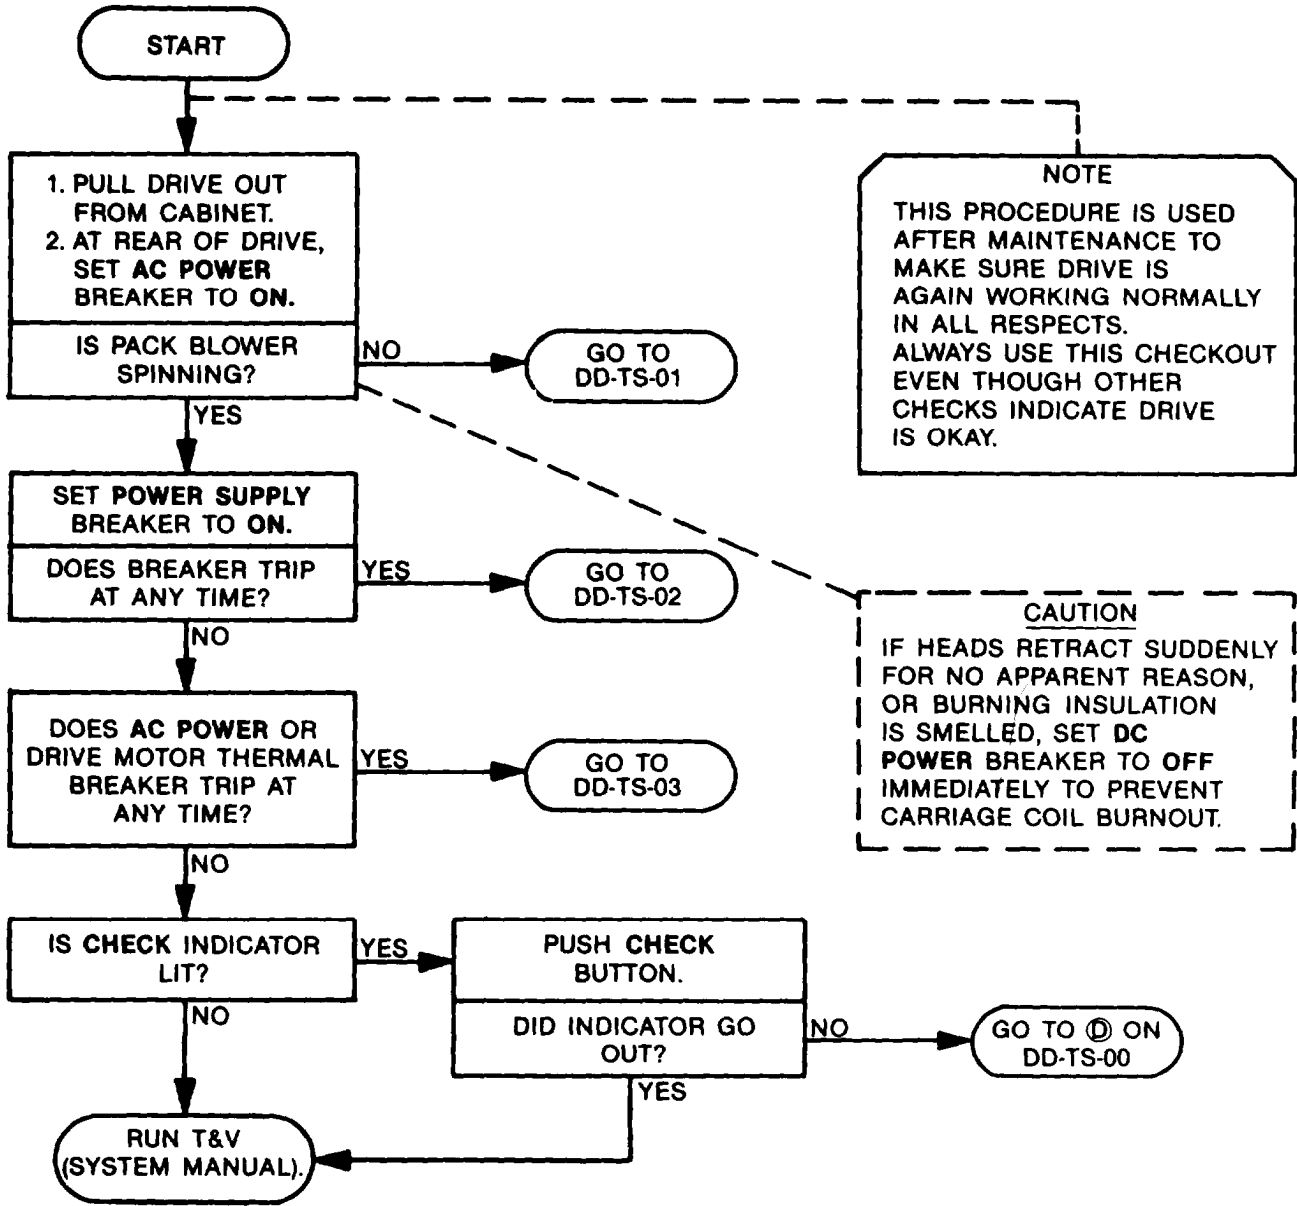 START
1. PULL DRIVE OUT
FROM CABINET.
2. AT REAR OF DRIVE,
SET AC POWER
BREAKER TO ON.
IS PACK BLOWER
SPINNING?
NO
GO TO
DD-TS-01
YES
NOTE
THIS PROCEDURE IS USED
AFTER MAINTENANCE TO
MAKE SURE DRIVE IS
AGAIN WORKING NORMALLY
IN ALL RESPECTS.
ALWAYS USE THIS CHECKOUT
EVEN THOUGH OTHER
CHECKS INDICATE DRIVE
IS OKAY.
SET POWER SUPPLY
BREAKER TO ON.
DOES BREAKER TRIP
AT ANY TIME?
YES
GO TO
DD-TS-02
NO
CAUTION
IF HEADS RETRACT SUDDENLY
FOR NO APPARENT REASON,
OR BURNING INSULATION
IS SMELLED, SET DC
POWER BREAKER TO OFF
IMMEDIATELY TO PREVENT
CARRIAGE COIL BURNOUT.
DOES AC POWER OR
DRIVE MOTOR THERMAL
BREAKER TRIP AT
ANY TIME?
YES
GO TO
DD-TS-03
NO
IS CHECK INDICATOR
LIT?
YES
PUSH CHECK
BUTTON.
DID INDICATOR GO
OUT?
NO
GO TO Ⓓ ON
DD-TS-00
NO
YES
RUN T&V
(SYSTEM MANUAL).